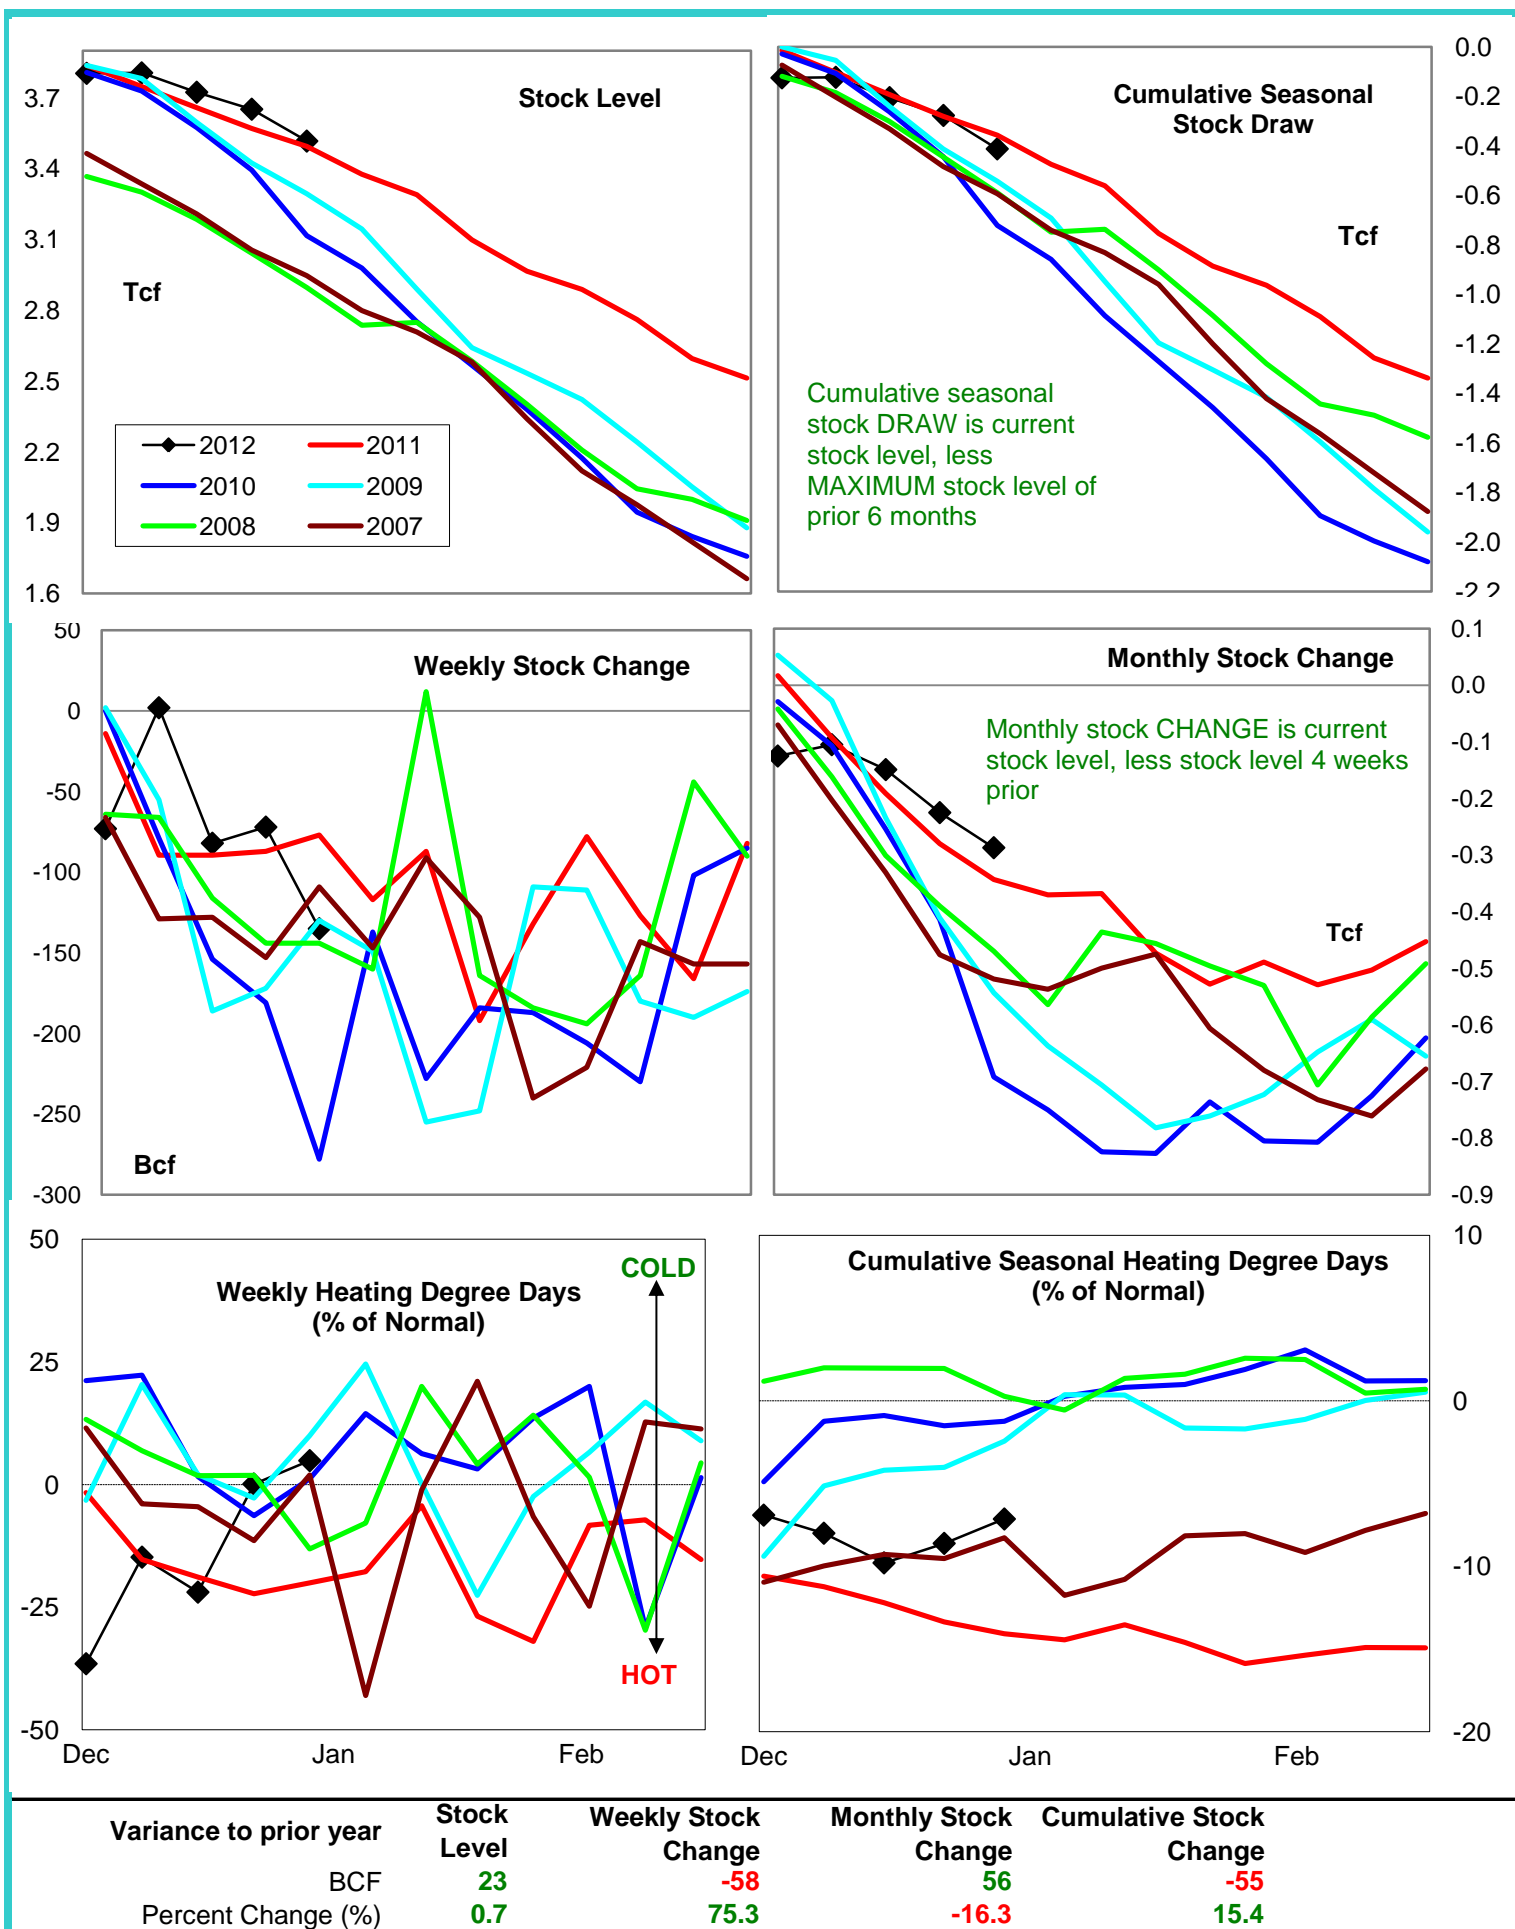 Stock Level
3.7
3.4
3.1
2.8
2.5
2.2
1.9
1.6
Tcf
2012
2011
2010
2009
2008
2007
Cumulative Seasonal
Stock Draw
Tcf
Cumulative seasonal
stock DRAW is current
stock level, less
MAXIMUM stock level of
prior 6 months
0.0
-0.2
-0.4
-0.6
-0.8
-1.0
-1.2
-1.4
-1.6
-1.8
-2.0
-2.2
50
0
-50
-100
-150
-200
-250
-300
Weekly Stock Change
Bcf
Monthly Stock Change
Monthly stock CHANGE is current
stock level, less stock level 4 weeks
prior
Tcf
0.1
0.0
-0.1
-0.2
-0.3
-0.4
-0.5
-0.6
-0.7
-0.8
-0.9
50
25
0
-25
-50
Weekly Heating Degree Days
(% of Normal)
COLD
HOT
Dec Jan Feb
Cumulative Seasonal Heating Degree Days
(% of Normal)
10
0
-10
-20
Dec Jan Feb
Variance to prior year
Stock
Level
Weekly Stock
Change
Monthly Stock
Change
Cumulative Stock
Change
BCF 23 -58 56 -55
Percent Change (%) 0.7 75.3 -16.3 15.4